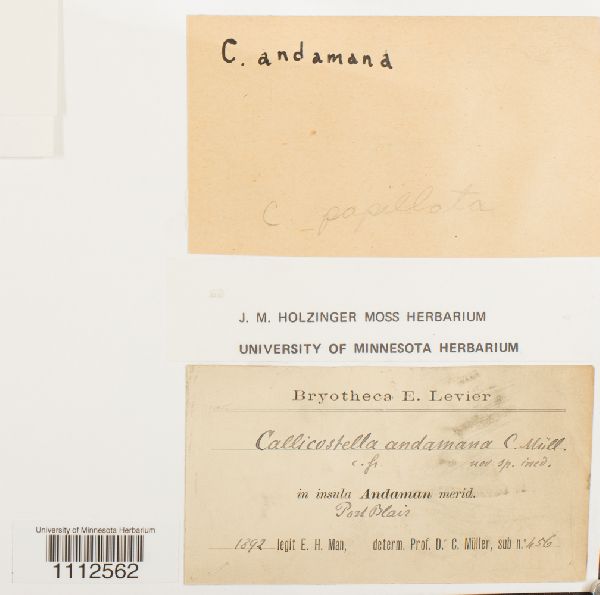 C. andamana
C. papillata
J. M. HOLZINGER MOSS HERBARIUM
UNIVERSITY OF MINNESOTA HERBARIUM
Bryotheca E. Levier
Callicostella andamana C. Müll.
c. fr. nov. sp. ined.
in insula Andaman merid.
Port Blair
1892 legit E. H. Man, determ. Prof. Dr C. Müller, sub n.º 456
University of Minnesota Herbarium
1112562